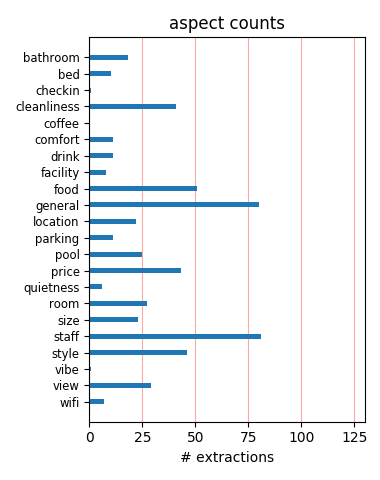 aspect counts
bathroom
bed
checkin
cleanliness
coffee
comfort
drink
facility
food
general
location
parking
pool
price
quietness
room
size
staff
style
vibe
view
wifi
0 25 50 75 100 125
# extractions